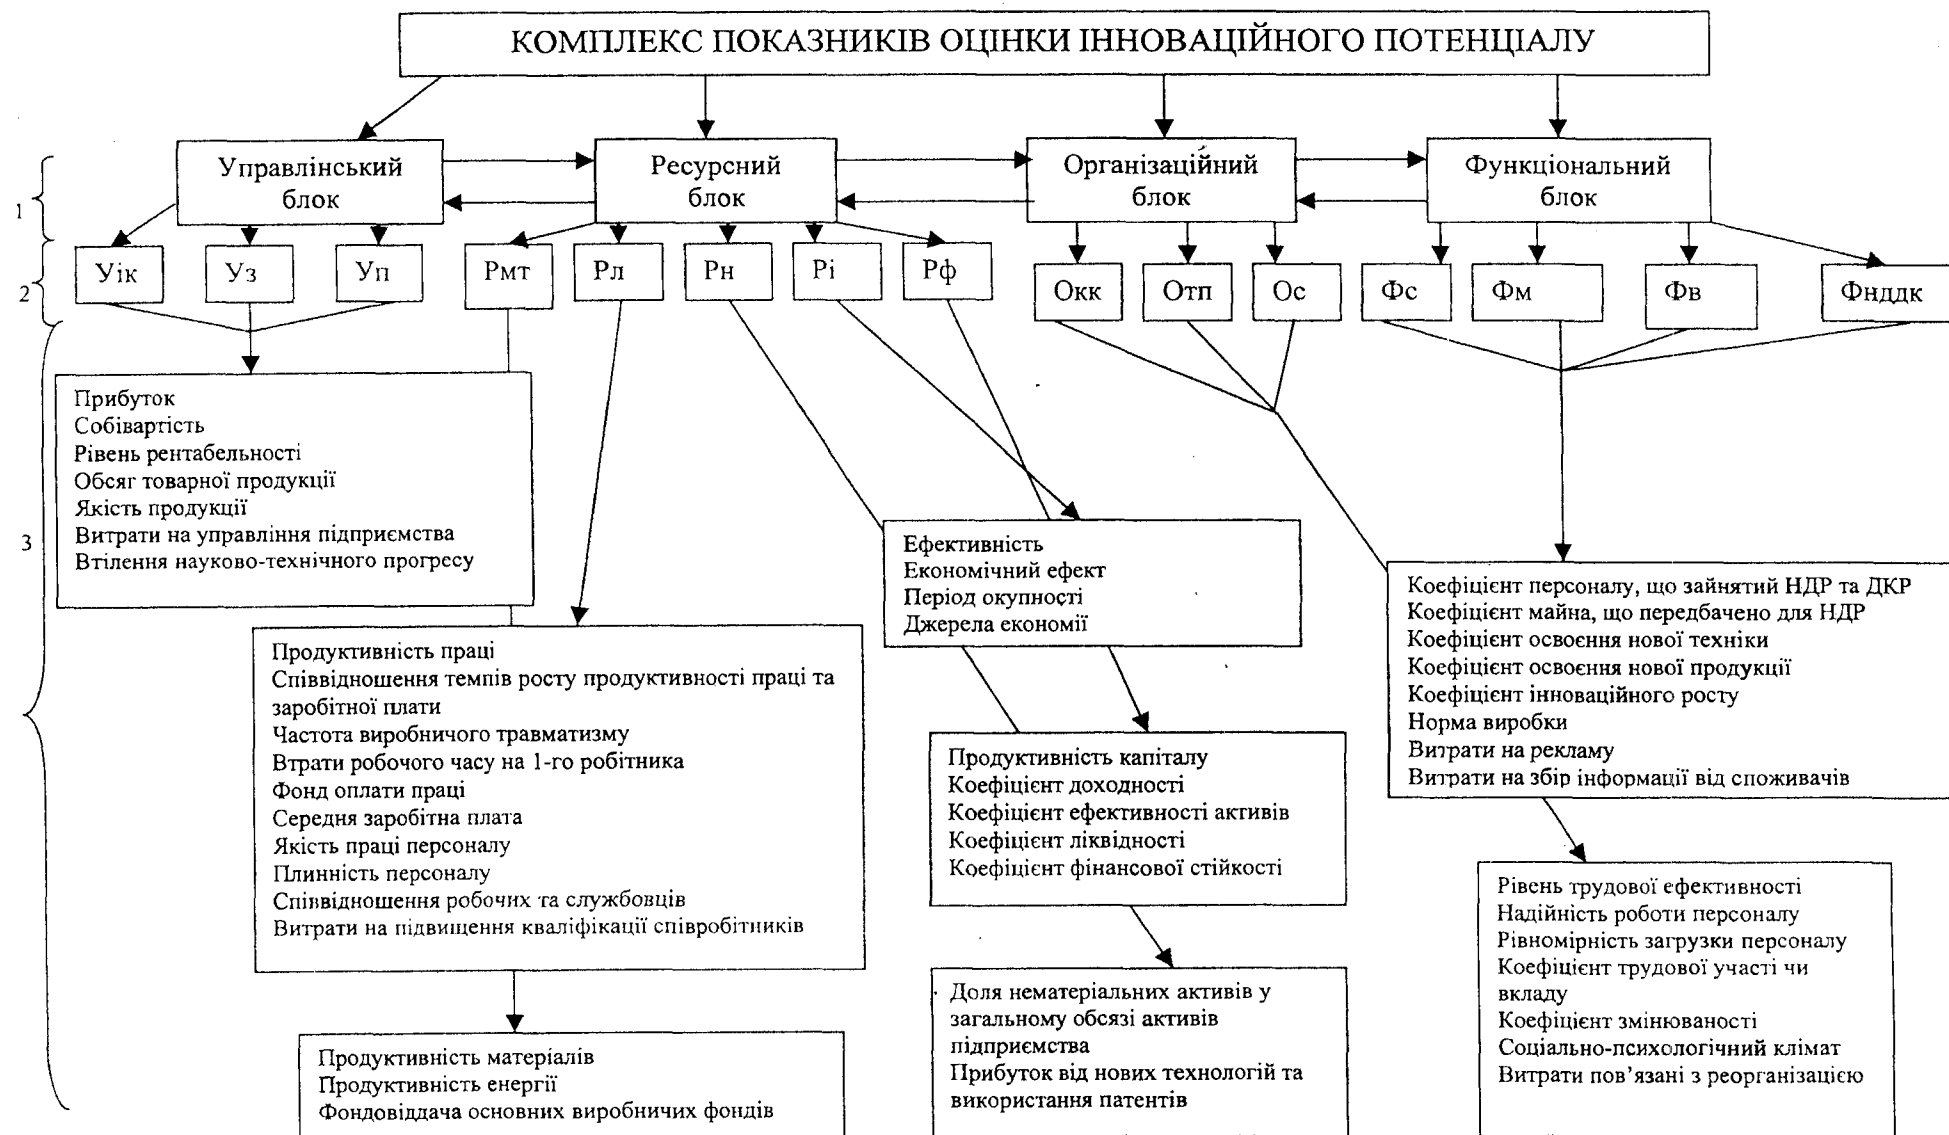 КОМПЛЕКС ПОКАЗНИКІВ ОЦІНКИ ІННОВАЦІЙНОГО ПОТЕНЦІАЛУ
Управлінський
блок
Ресурсний
блок
Організаційний
блок
Функціональний
блок
1
2
3
Уік
Уз
Уп
Рмт
Рл
Рн
Рі
Рф
Окк
Отп
Ос
Фс
Фм
Фв
Фнддк
Прибуток
Собівартість
Рівень рентабельності
Обсяг товарної продукції
Якість продукції
Витрати на управління підприємства
Втілення науково-технічного прогресу
Продуктивність праці
Співвідношення темпів росту продуктивності праці та
заробітної плати
Частота виробничого травматизму
Втрати робочого часу на 1-го робітника
Фонд оплати праці
Середня заробітна плата
Якість праці персоналу
Плинність персоналу
Співвідношення робочих та службовців
Витрати на підвищення кваліфікації співробітників
Продуктивність матеріалів
Продуктивність енергії
Фондовіддача основних виробничих фондів
Ефективність
Економічний ефект
Період окупності
Джерела економії
Продуктивність капіталу
Коефіцієнт доходності
Коефіцієнт ефективності активів
Коефіцієнт ліквідності
Коефіцієнт фінансової стійкості
Доля нематеріальних активів у
загальному обсязі активів
підприємства
Прибуток від нових технологій та
використання патентів
Коефіцієнт персоналу, що зайнятий НДР та ДКР
Коефіцієнт майна, що передбачено для НДР
Коефіцієнт освоєння нової техніки
Коефіцієнт освоєння нової продукції
Коефіцієнт інноваційного росту
Норма виробки
Витрати на рекламу
Витрати на збір інформації від споживачів
Рівень трудової ефективності
Надійність роботи персоналу
Рівномірність загрузки персоналу
Коефіцієнт трудової участі чи
вкладу
Коефіцієнт змінюваності
Соціально-психологічний клімат
Витрати пов'язані з реорганізацією